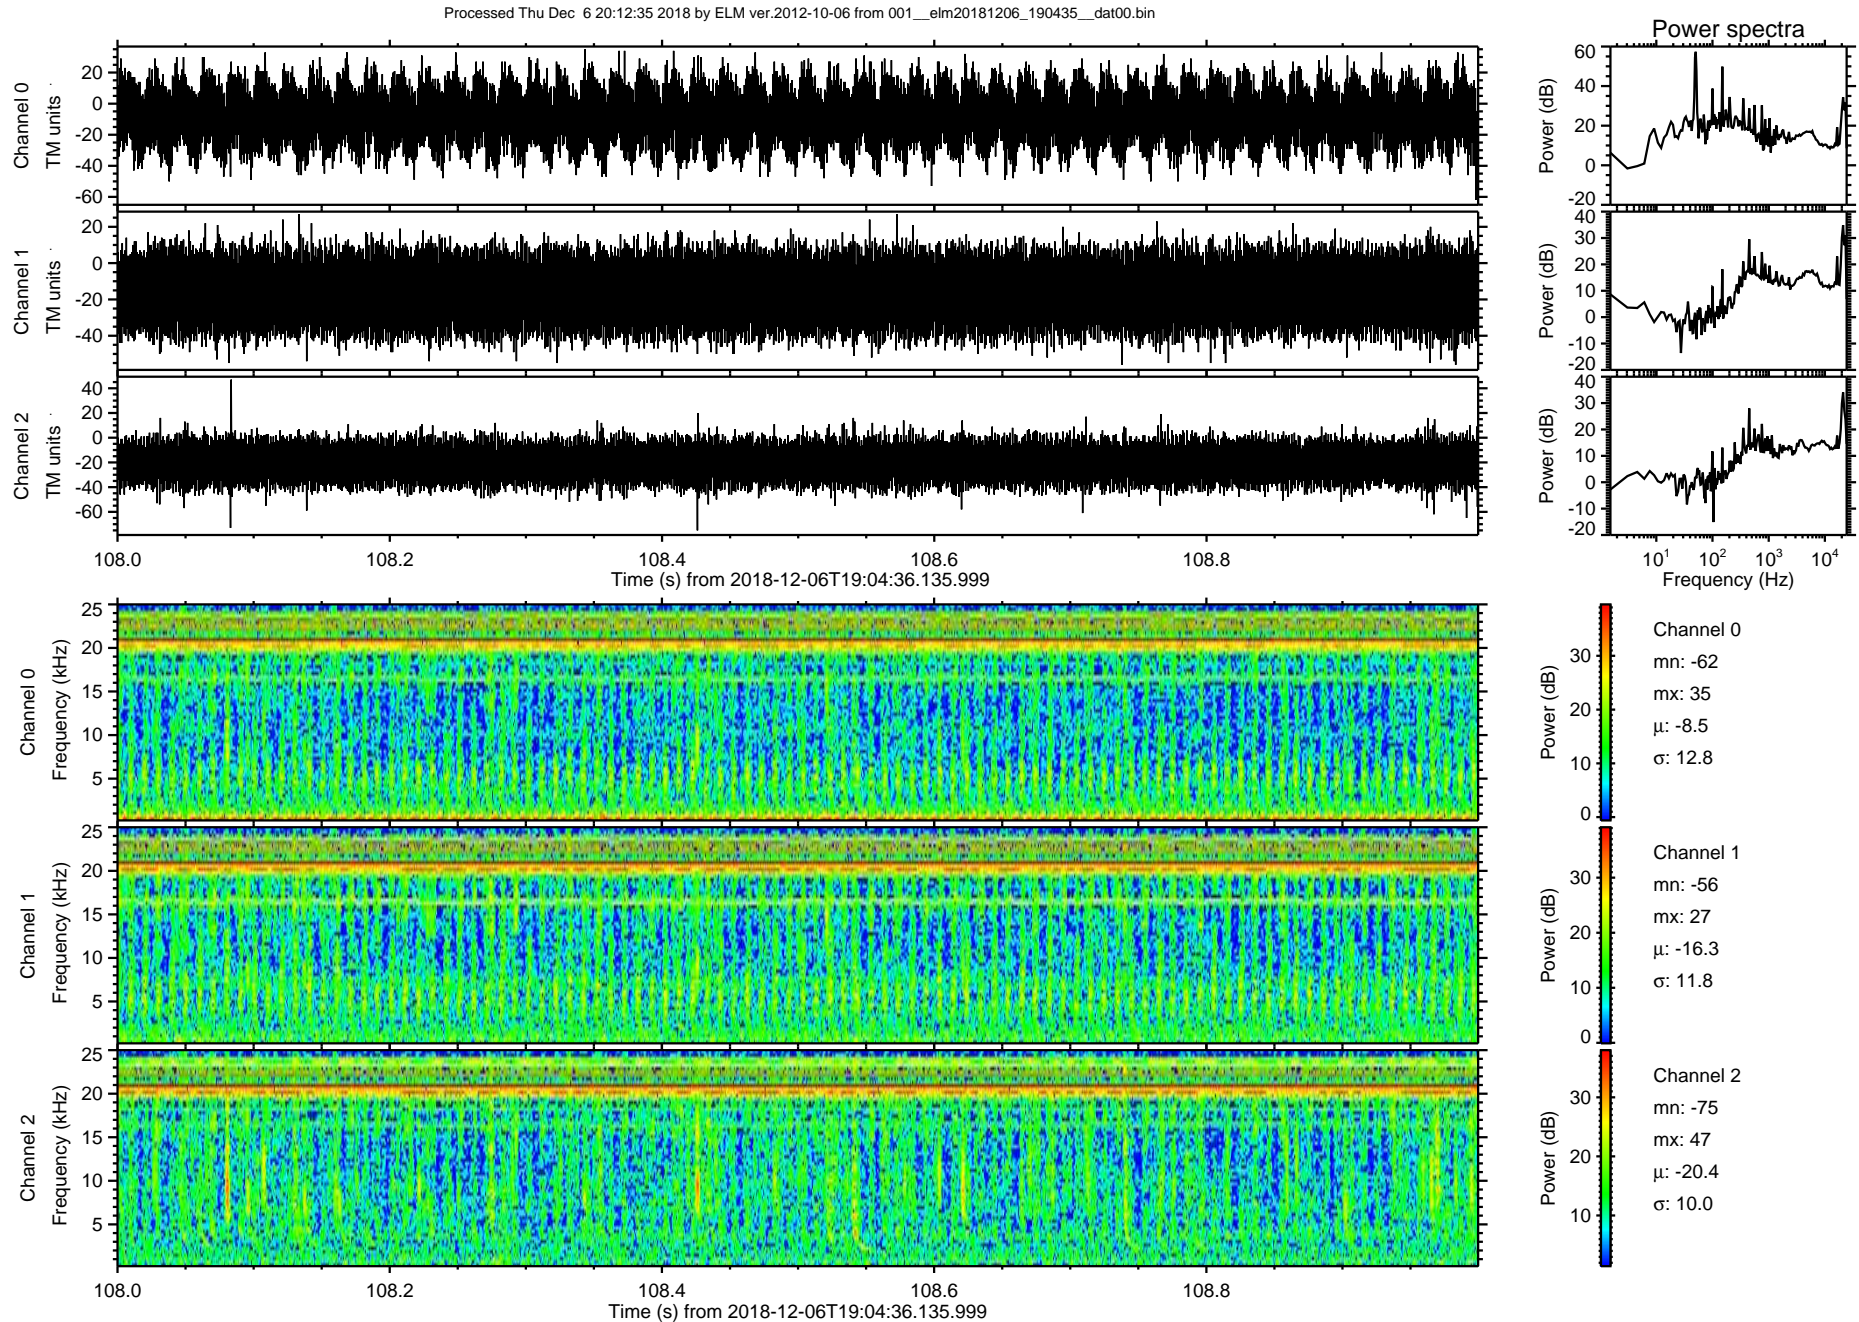 Processed Thu Dec  6 20:12:35 2018 by ELM ver.2012-10-06 from 001__elm20181206_190435__dat00.bin
Power spectra
Channel 0
TM units
20
0
-20
-40
-60
Power (dB)
60
40
20
0
-20
Channel 1
TM units
20
0
-20
-40
Power (dB)
40
30
20
10
0
-10
-20
Channel 2
TM units
40
20
0
-20
-40
-60
Power (dB)
40
30
20
10
0
-10
-20
108.0 108.2 108.4 108.6 108.8
Time (s) from 2018-12-06T19:04:36.135.999
10^1 10^2 10^3 10^4
Frequency (Hz)
Channel 0
Frequency (kHz)
25
20
15
10
5
Power (dB)
30
20
10
0
Channel 0
mn: -62
mx: 35
µ: -8.5
σ: 12.8
Channel 1
Frequency (kHz)
25
20
15
10
5
Power (dB)
30
20
10
0
Channel 1
mn: -56
mx: 27
µ: -16.3
σ: 11.8
Channel 2
Frequency (kHz)
25
20
15
10
5
Power (dB)
30
20
10
Channel 2
mn: -75
mx: 47
µ: -20.4
σ: 10.0
108.0 108.2 108.4 108.6 108.8
Time (s) from 2018-12-06T19:04:36.135.999